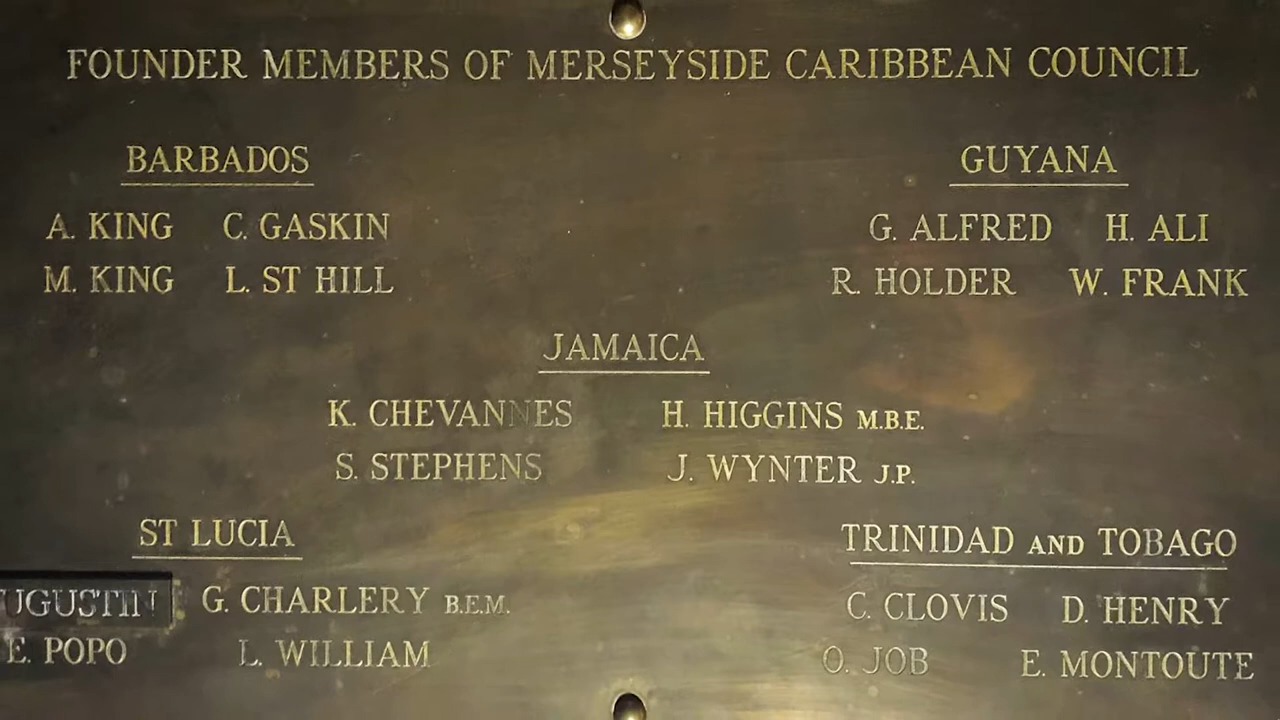 FOUNDER MEMBERS OF MERSEYSIDE CARIBBEAN COUNCIL
BARBADOS
A. KING C. GASKIN
M. KING L. ST HILL
GUYANA
G. ALFRED H. ALI
R. HOLDER W. FRANK
JAMAICA
K. CHEVANNES H. HIGGINS M.B.E.
S. STEPHENS J. WYNTER J.P.
ST LUCIA
UGUSTIN G. CHARLERY B.E.M.
E. POPO L. WILLIAM
TRINIDAD AND TOBAGO
C. CLOVIS D. HENRY
O. JOB E. MONTOUTE